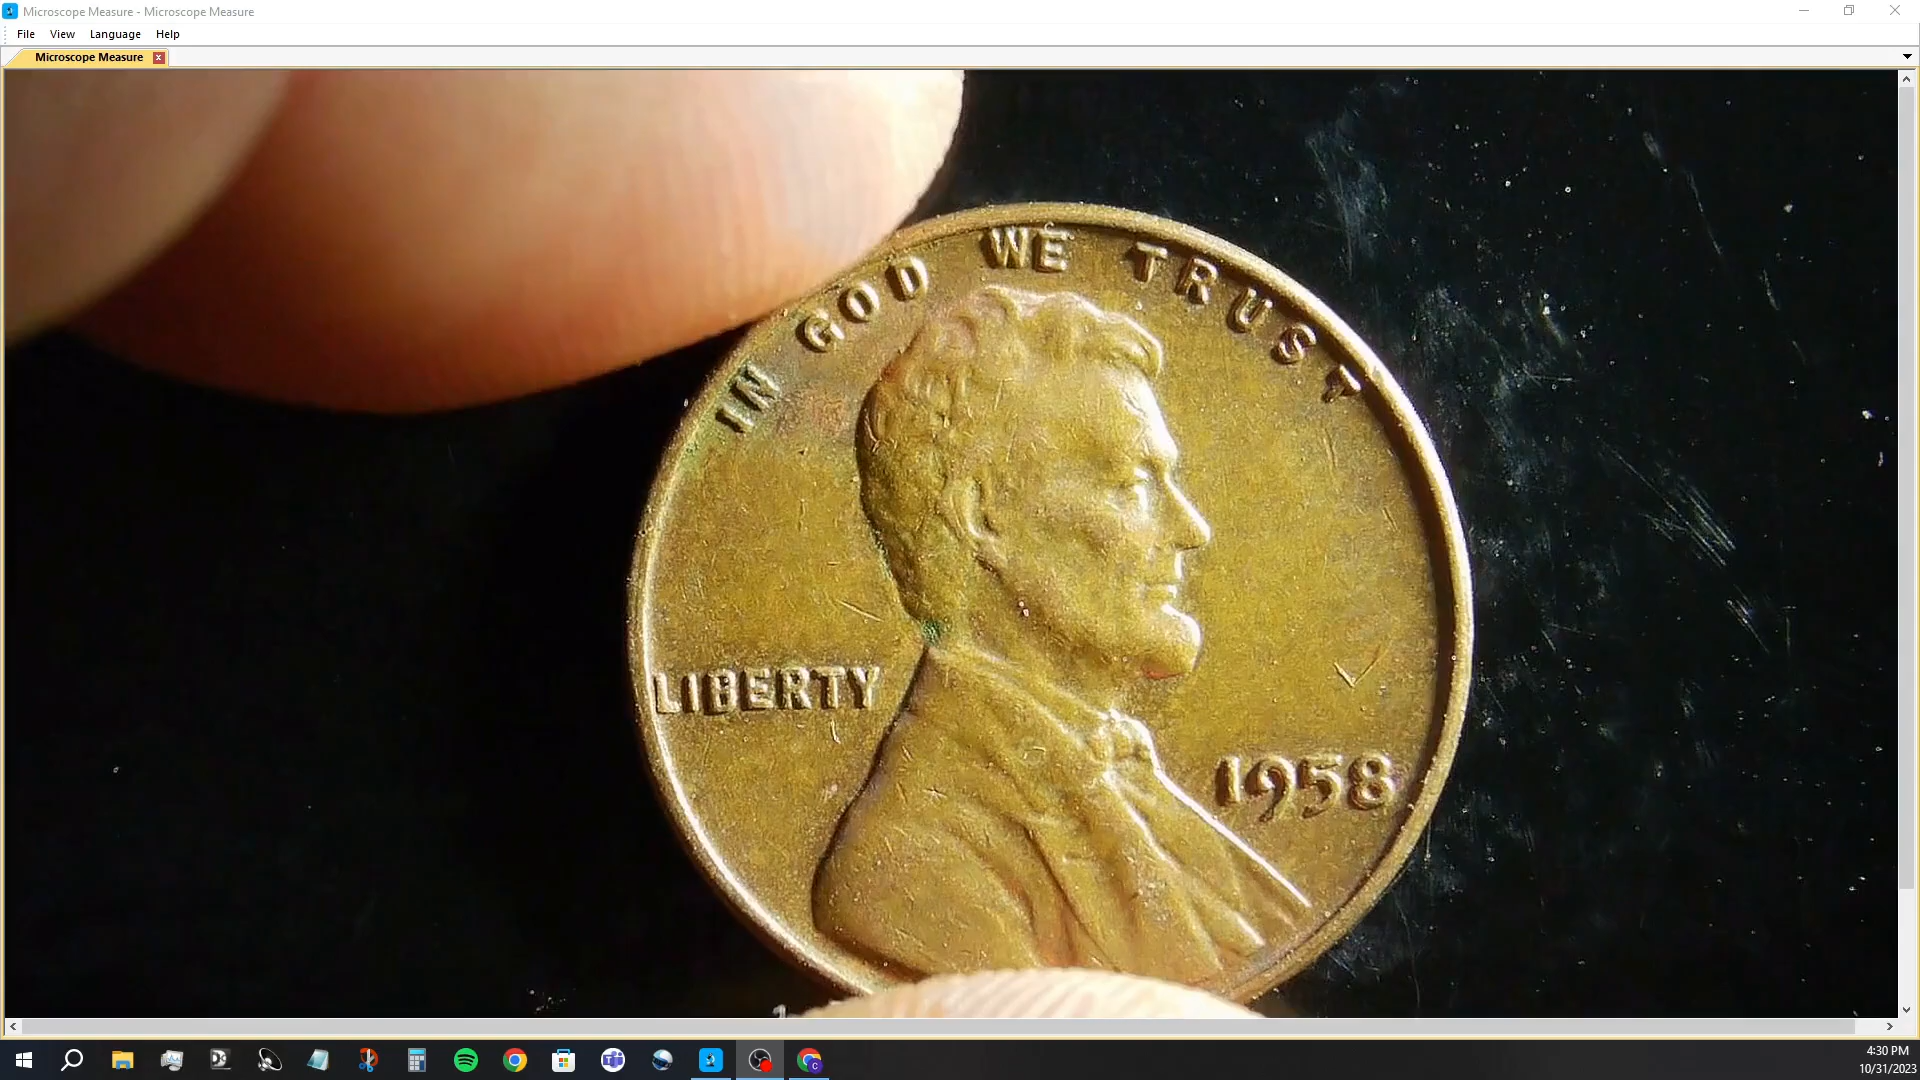 Microscope Measure - Microscope Measure
File View Language Help
Microscope Measure
IN GOD WE TRUST
LIBERTY
1958
4:30 PM
10/31/2023